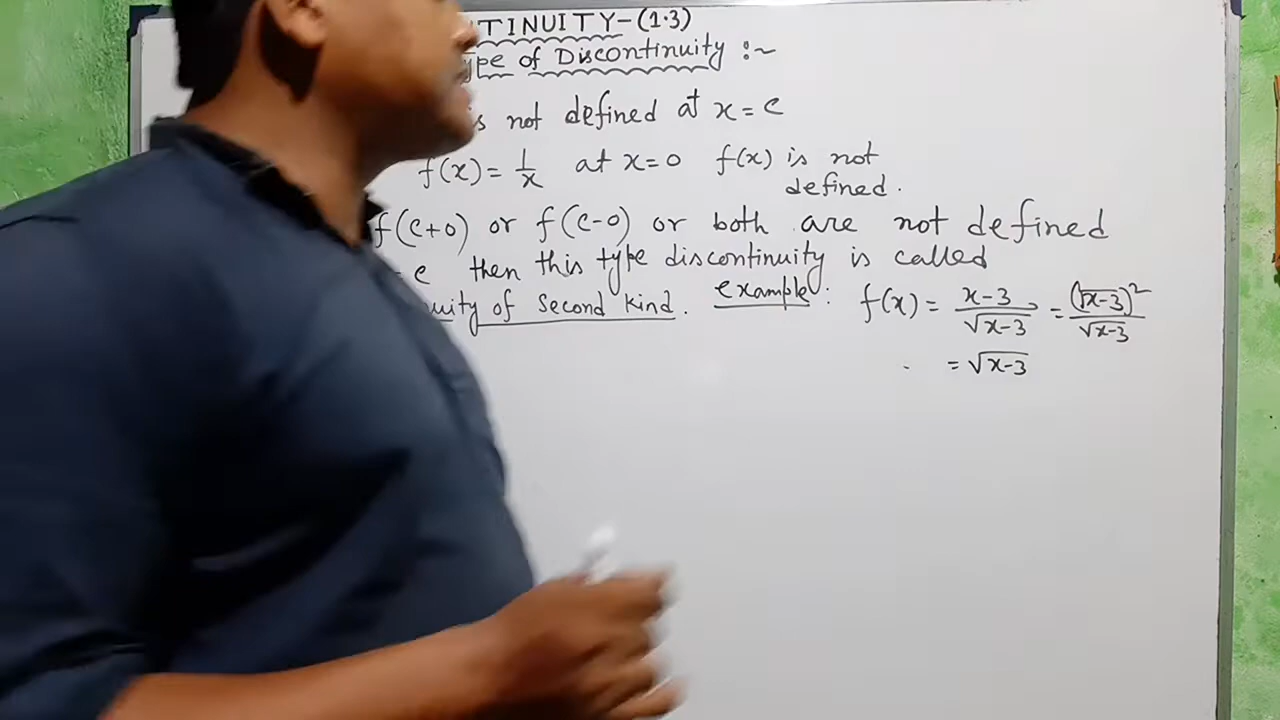 TINUITY-(1.3)
ype of Discontinuity :~
s not defined at x = c
f(x) = 1/x at x=0 f(x) is not
defined.
f(c+0) or f(c-0) or both are not defined
= c then this type discontinuity is called
nuity of second kind. example: f(x) = x-3/√x-3 = (√x-3)²/√x-3
= √x-3